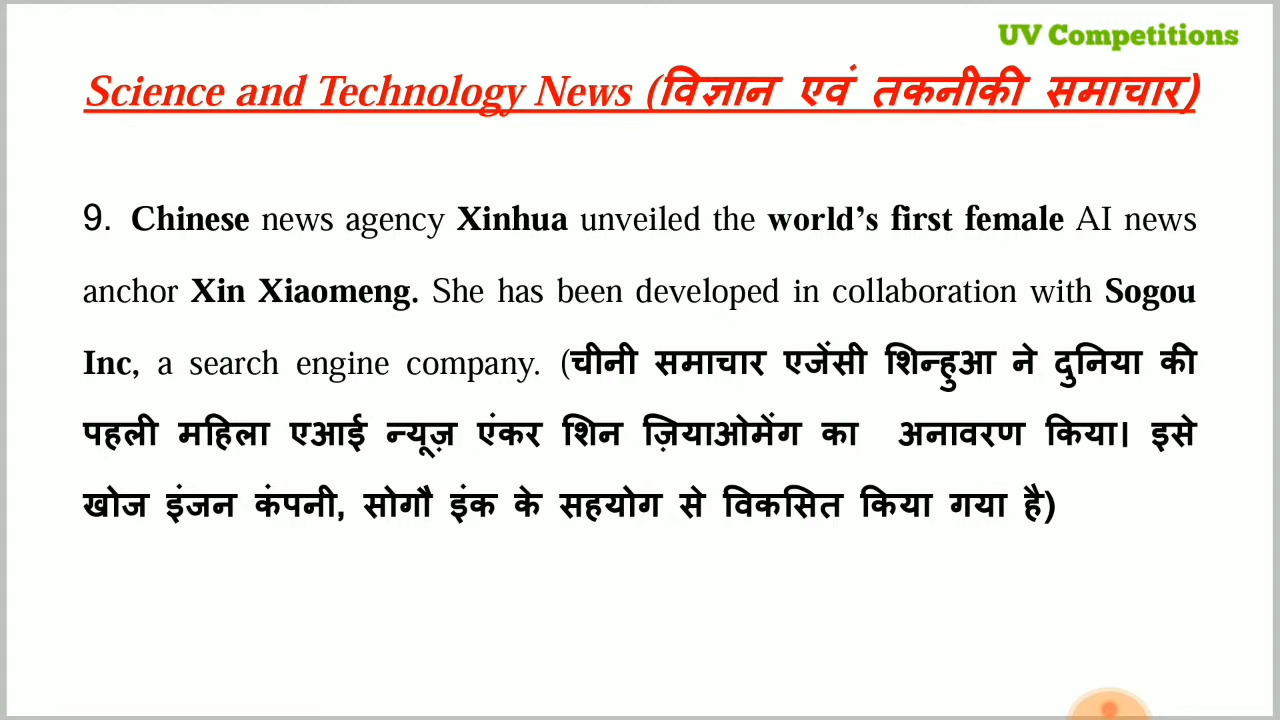 UV Competitions
Science and Technology News (विज्ञान एवं तकनीकी समाचार)
9. Chinese news agency Xinhua unveiled the world's first female AI news
anchor Xin Xiaomeng. She has been developed in collaboration with Sogou
Inc, a search engine company. (चीनी समाचार एजेंसी शिन्हुआ ने दुनिया की
पहली महिला एआई न्यूज़ एंकर शिन ज़ियाओमेंग का अनावरण किया। इसे
खोज इंजन कंपनी, सोगौ इंक के सहयोग से विकसित किया गया है)